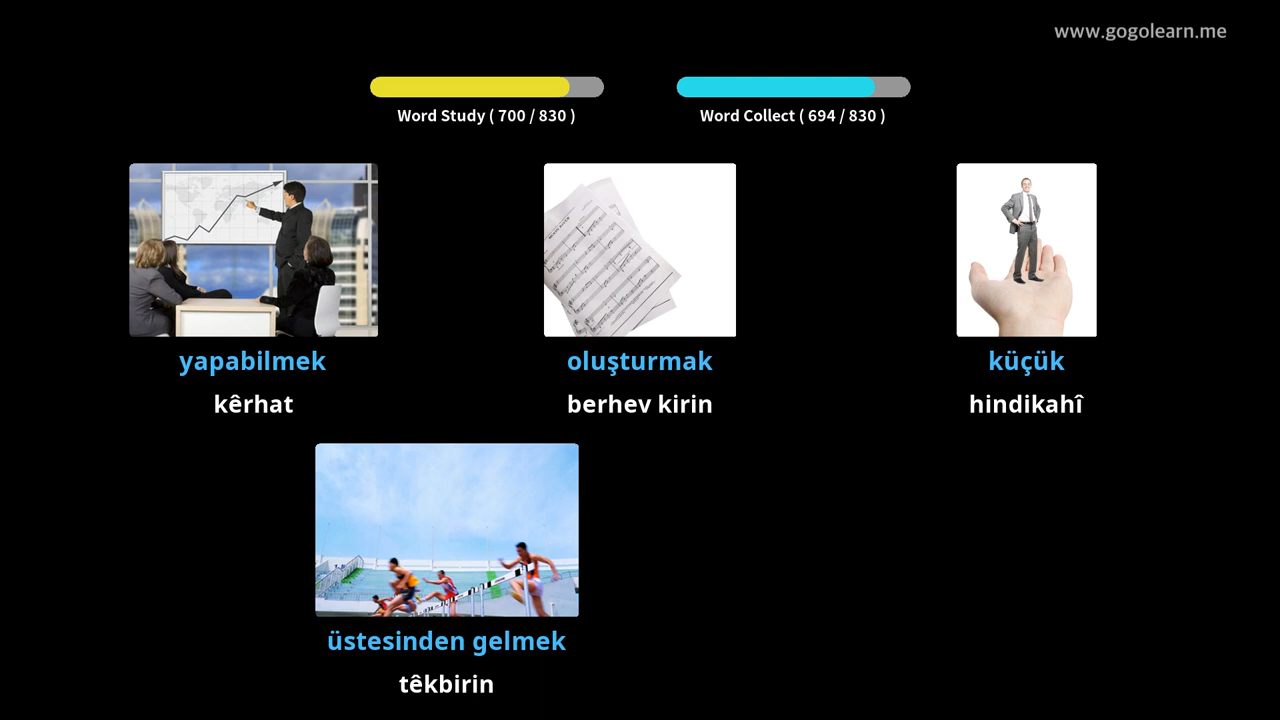 www.gogolearn.me
Word Study ( 700 / 830 )
Word Collect ( 694 / 830 )
yapabilmek
oluşturmak
küçük
kêrhat
berhev kirin
hindikahî
üstesinden gelmek
têkbirin